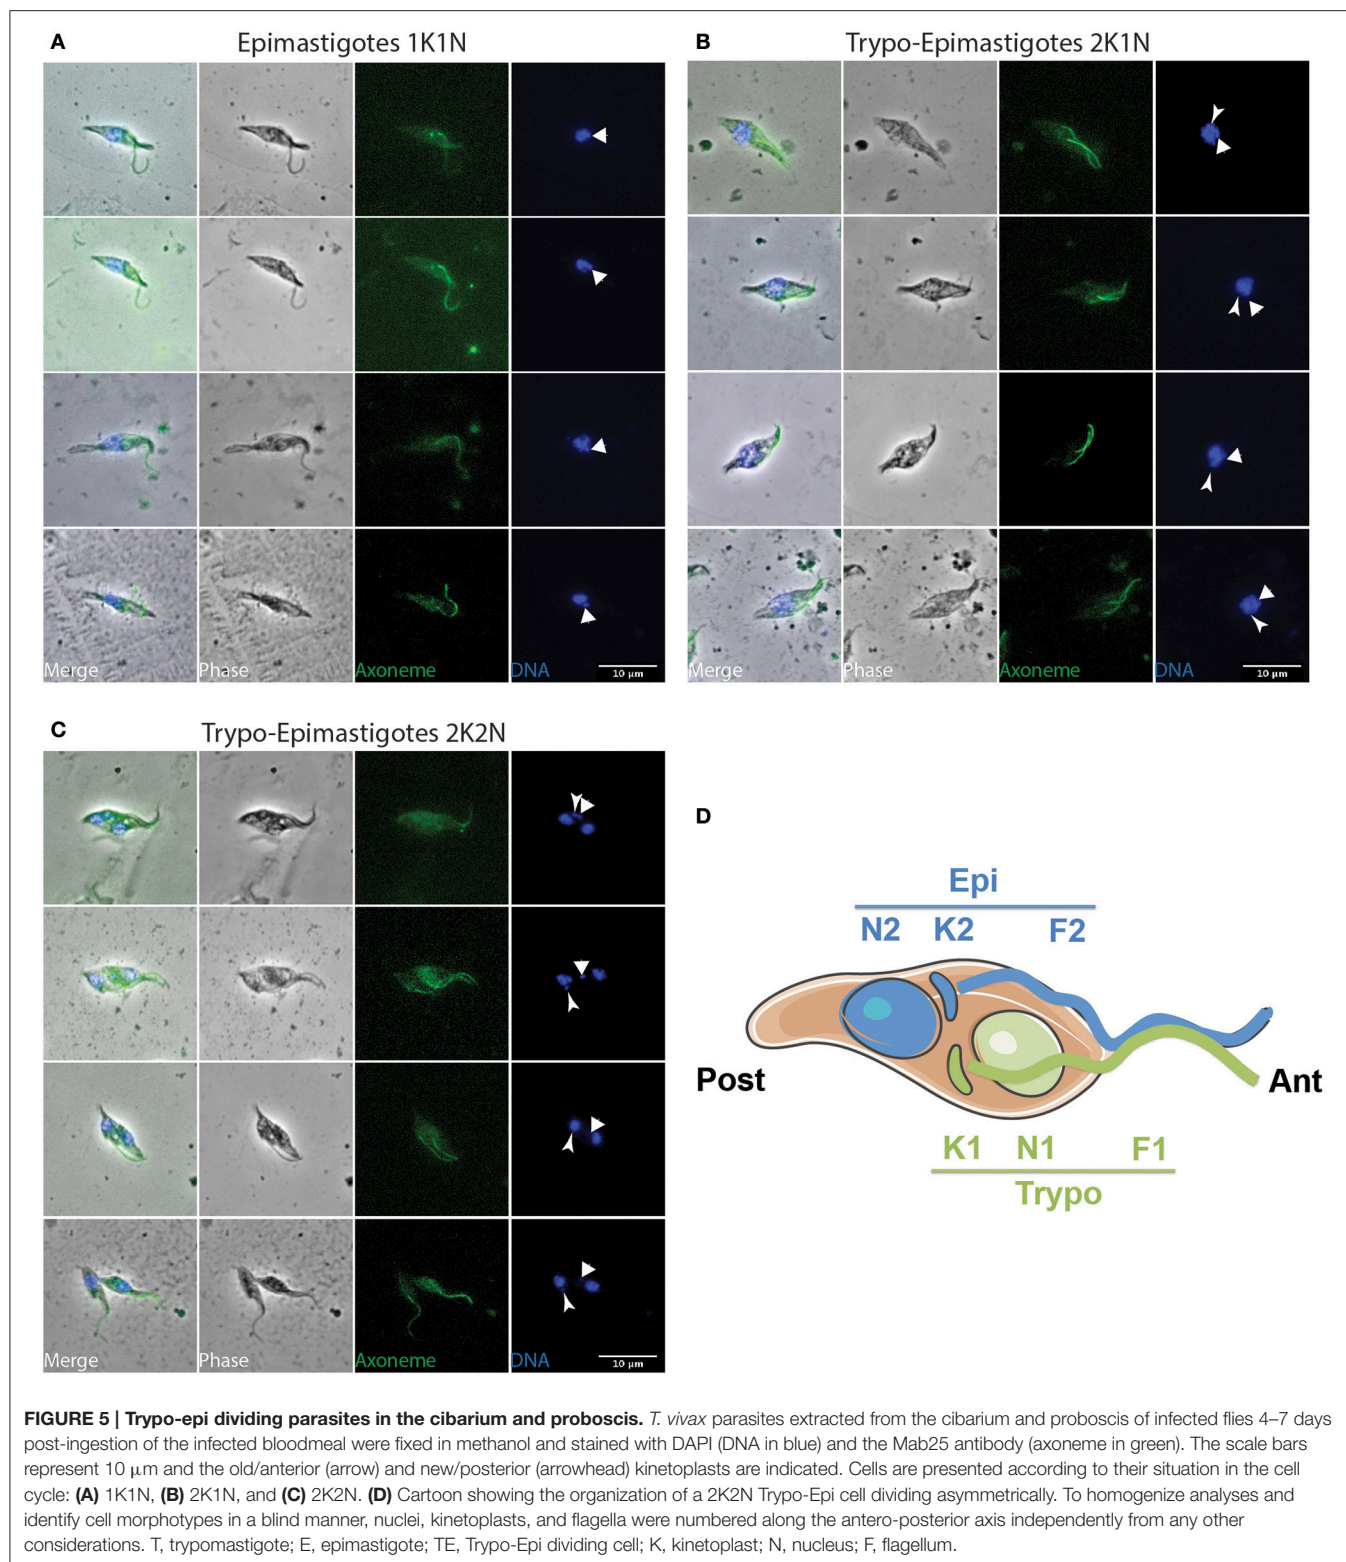 A
Epimastigotes 1K1N
Merge
Phase
Axoneme
DNA
10 μm
B
Trypo-Epimastigotes 2K1N
Merge
Phase
Axoneme
DNA
10 μm
C
Trypo-Epimastigotes 2K2N
Merge
Phase
Axoneme
DNA
10 μm
D
Epi
N2 K2 F2
Post
Ant
K1 N1 F1
Trypo
FIGURE 5 | Trypo-epi dividing parasites in the cibarium and proboscis. T. vivax parasites extracted from the cibarium and proboscis of infected flies 4–7 days
post-ingestion of the infected bloodmeal were fixed in methanol and stained with DAPI (DNA in blue) and the Mab25 antibody (axoneme in green). The scale bars
represent 10 μm and the old/anterior (arrow) and new/posterior (arrowhead) kinetoplasts are indicated. Cells are presented according to their situation in the cell
cycle: (A) 1K1N, (B) 2K1N, and (C) 2K2N. (D) Cartoon showing the organization of a 2K2N Trypo-Epi cell dividing asymmetrically. To homogenize analyses and
identify cell morphotypes in a blind manner, nuclei, kinetoplasts, and flagella were numbered along the antero-posterior axis independently from any other
considerations. T, trypomastigote; E, epimastigote; TE, Trypo-Epi dividing cell; K, kinetoplast; N, nucleus; F, flagellum.